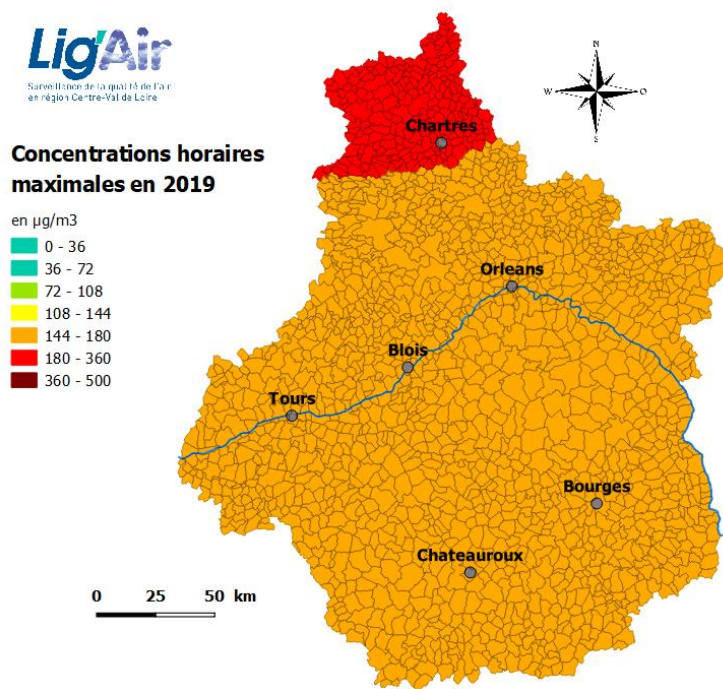 Lig'Air
Surveillance de la qualité de l'air
en région Centre-Val de Loire
Concentrations horaires
maximales en 2019
en µg/m3
0 - 36
36 - 72
72 - 108
108 - 144
144 - 180
180 - 360
360 - 500
N
W
O
S
Chartres
Orleans
Blois
Tours
Bourges
Chateauroux
0 25 50 km